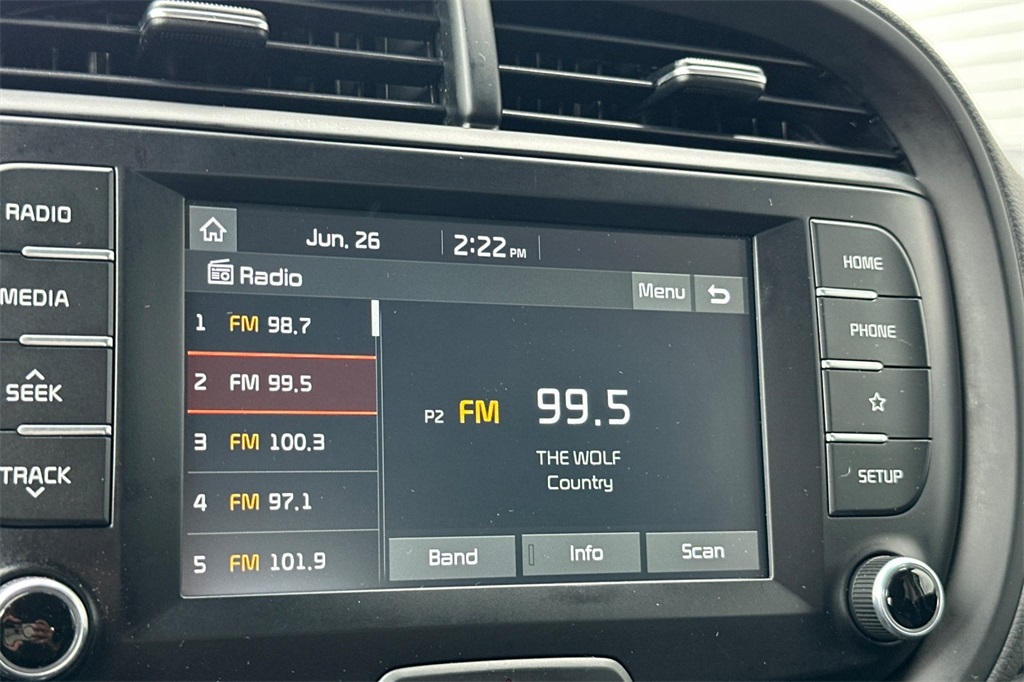 RADIO
MEDIA
SEEK
TRACK
Jun. 26
2:22 PM
Radio
Menu
1 FM 98.7
2 FM 99.5
3 FM 100.3
4 FM 97.1
5 FM 101.9
P2 FM 99.5
THE WOLF
Country
Band
Info
Scan
HOME
PHONE
SETUP